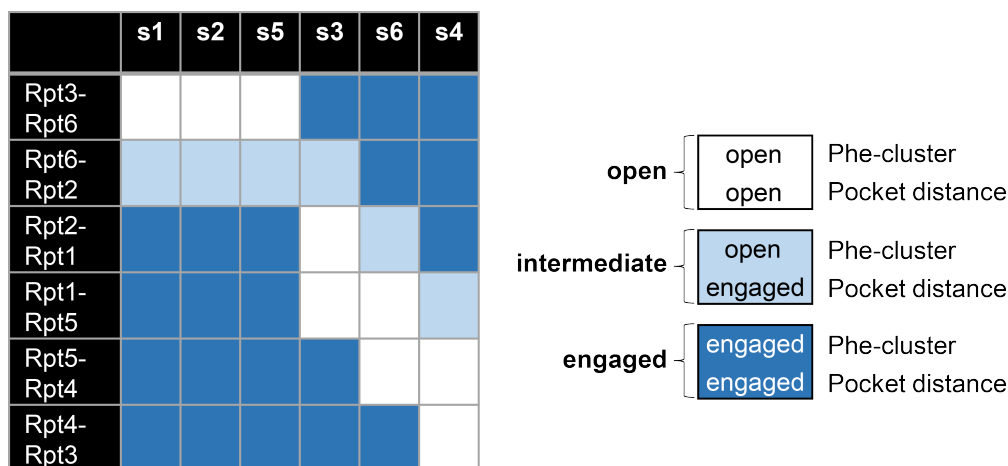 s1 s2 s5 s3 s6 s4
Rpt3-
Rpt6
Rpt6-
Rpt2
Rpt2-
Rpt1
Rpt1-
Rpt5
Rpt5-
Rpt4
Rpt4-
Rpt3
open
open Phe-cluster
open Pocket distance
intermediate
open Phe-cluster
engaged Pocket distance
engaged
engaged Phe-cluster
engaged Pocket distance